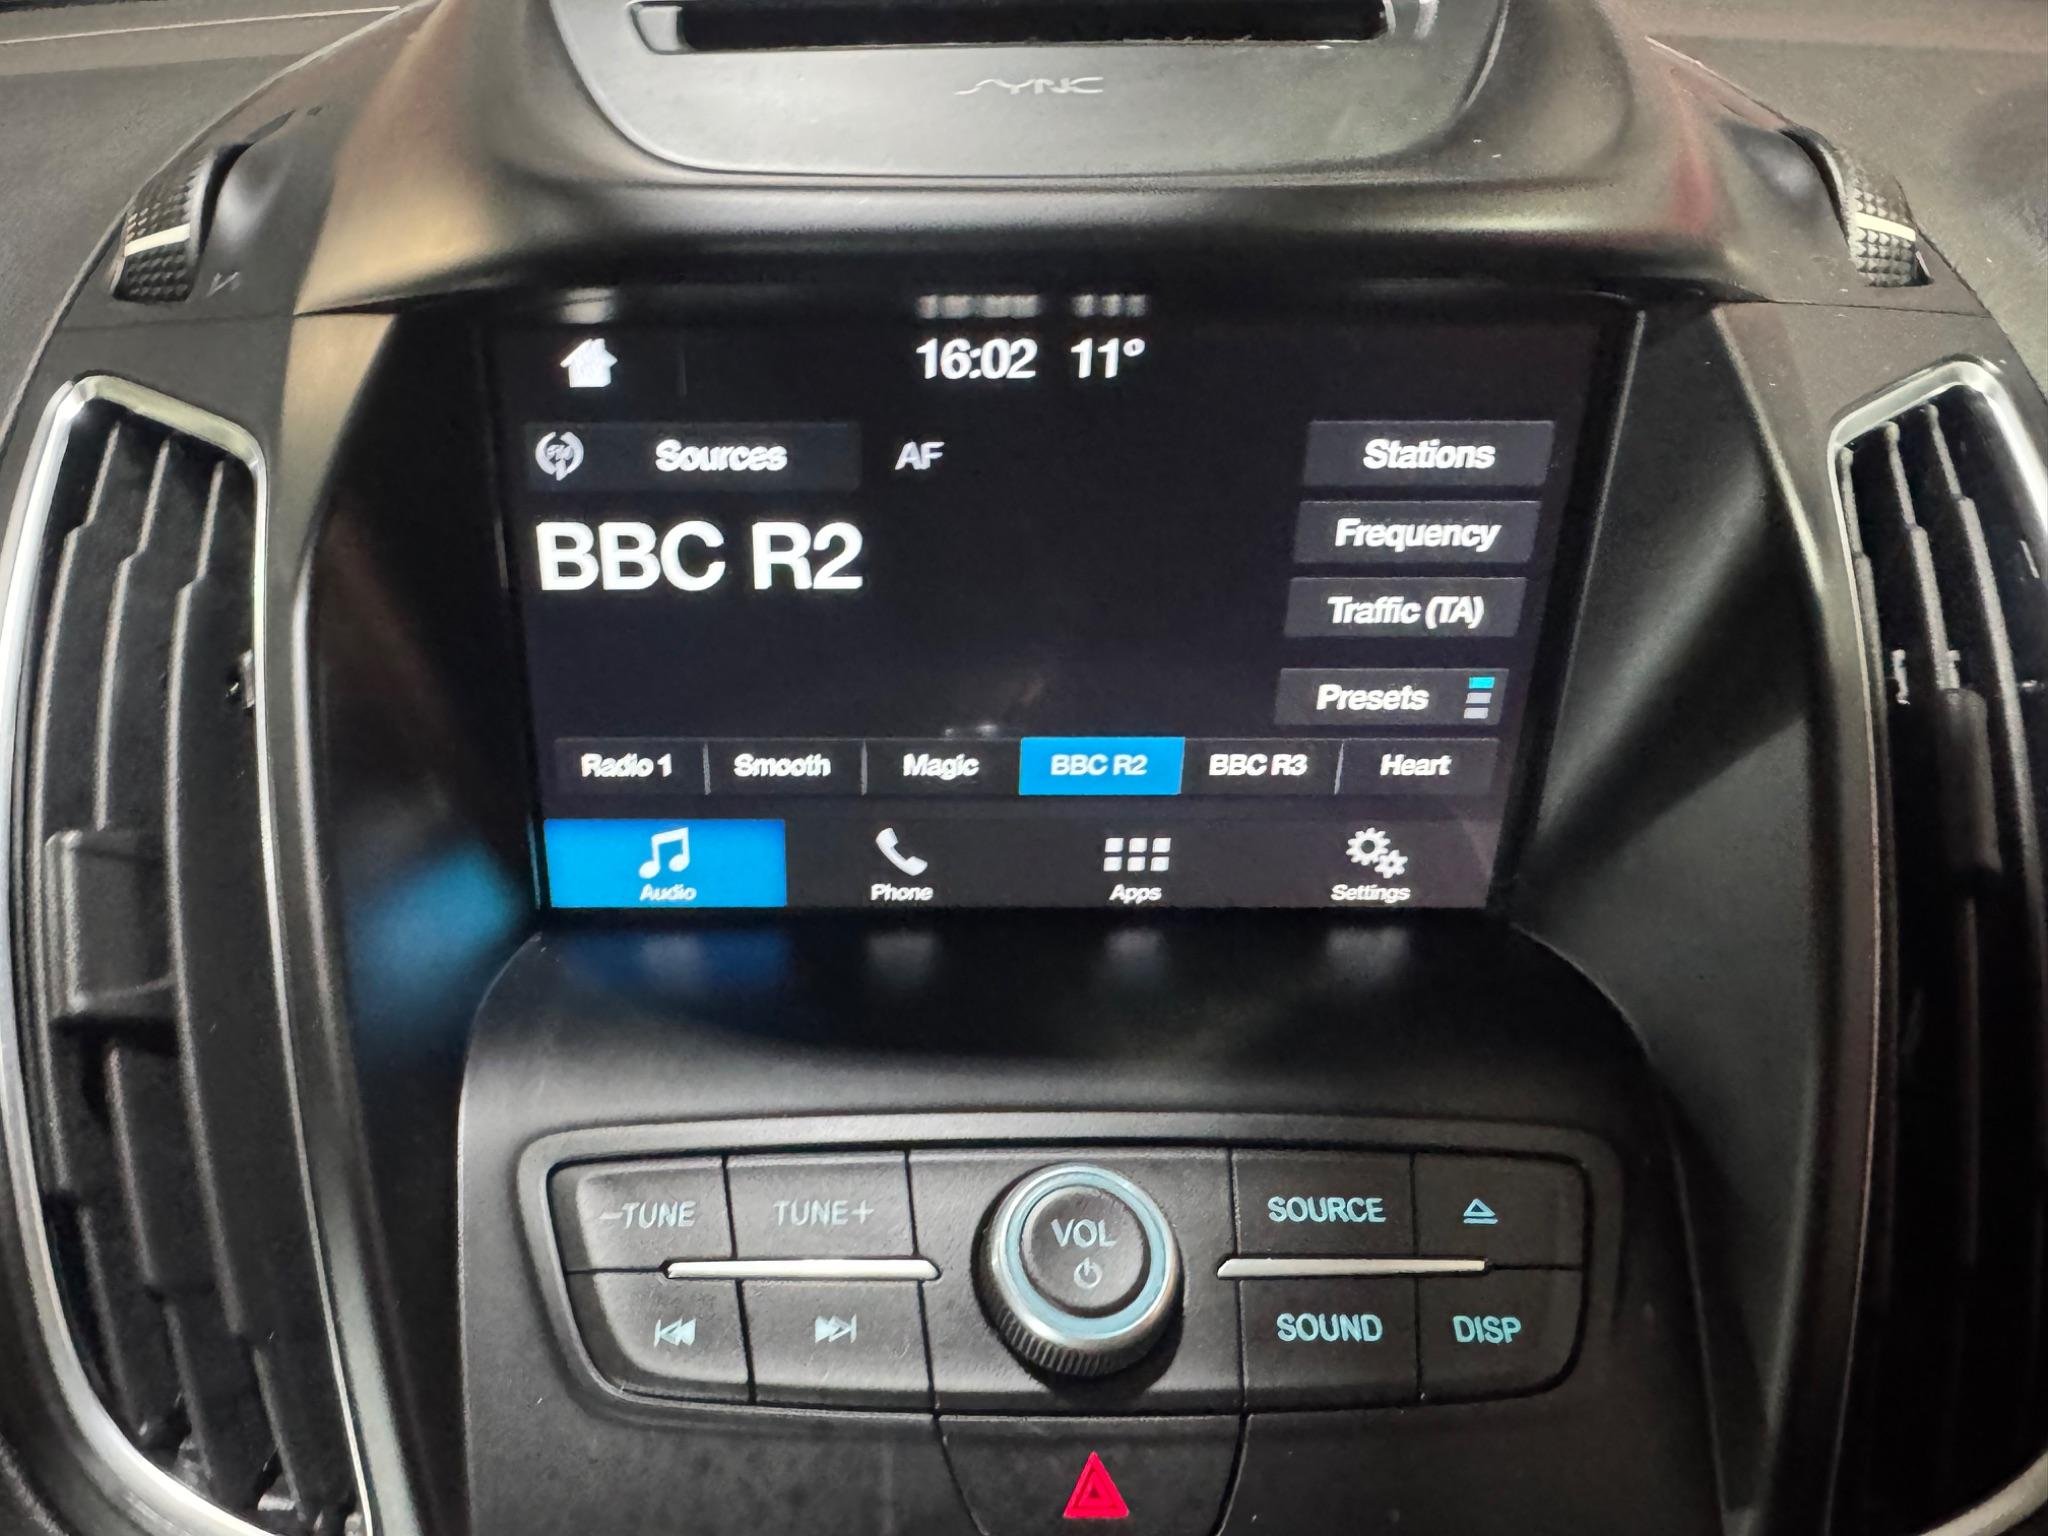 SYNC
16:02 11°
Sources AF Stations
BBC R2
Frequency
Traffic (TA)
Presets
Radio 1 Smooth Magic BBC R2 BBC R3 Heart
Audio Phone Apps Settings
-TUNE TUNE+ VOL SOURCE
SOUND DISP